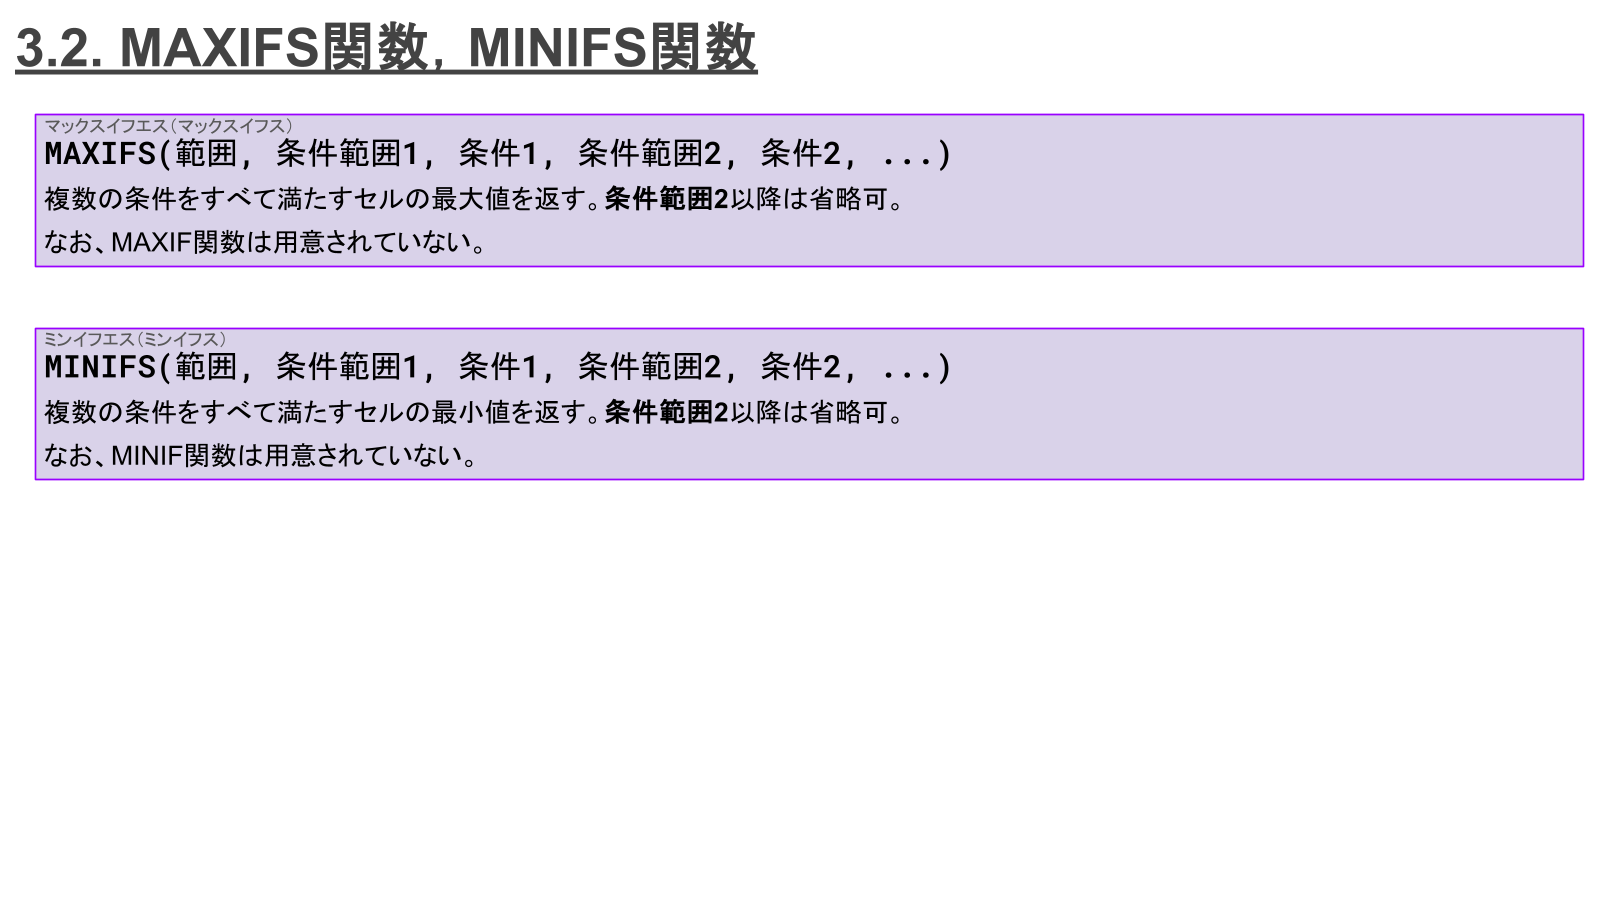 3.2. MAXIFS関数，MINIFS関数
マックスイフエス（マックスイフス）
MAXIFS(範囲, 条件範囲1, 条件1, 条件範囲2, 条件2, ...)
複数の条件をすべて満たすセルの最大値を返す。条件範囲2以降は省略可。
なお、MAXIF関数は用意されていない。
ミンイフエス（ミンイフス）
MINIFS(範囲, 条件範囲1, 条件1, 条件範囲2, 条件2, ...)
複数の条件をすべて満たすセルの最小値を返す。条件範囲2以降は省略可。
なお、MINIF関数は用意されていない。